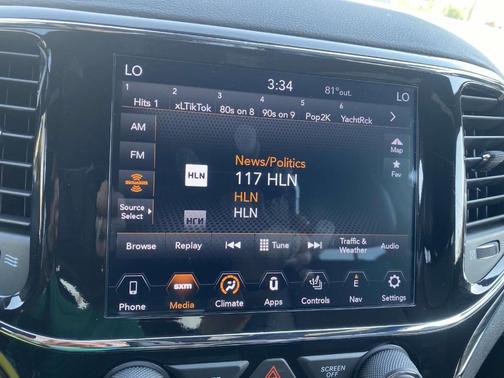 LO 3:34 81° out. LO
1 2 3 4 5 6
Hits 1 xLTikTok 80s on 8 90s on 9 Pop2K YachtRck
AM
Map
FM
Fav
SiriusXM
HLN
News/Politics
117 HLN
HLN
HLN
Source
Select
Browse Replay Tune Traffic & Weather Audio
sxm E
Phone Media Climate Apps Controls Nav Settings
SCREEN
OFF